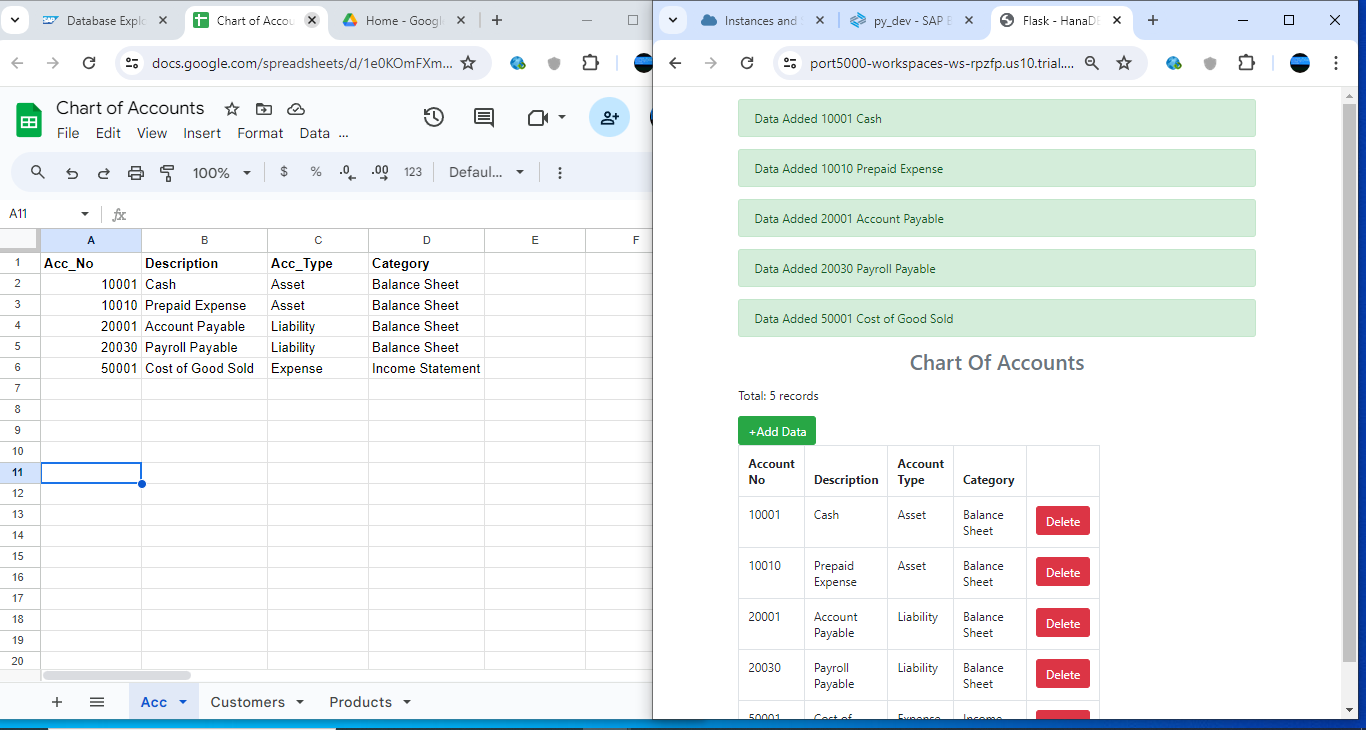 Database Explo
Chart of Accou
Home - Googl
docs.google.com/spreadsheets/d/1e0KOmFXm...
Chart of Accounts
File Edit View Insert Format Data ...
100% $ % .0 .00 123 Defaul...
A11 fx
A B C D E F
1 Acc_No Description Acc_Type Category
2 10001 Cash Asset Balance Sheet
3 10010 Prepaid Expense Asset Balance Sheet
4 20001 Account Payable Liability Balance Sheet
5 20030 Payroll Payable Liability Balance Sheet
6 50001 Cost of Good Sold Expense Income Statement
7
8
9
10
11
12
13
14
15
16
17
18
19
20
Acc Customers Products
Instances and S
py_dev - SAP B
Flask - HanaDB
port5000-workspaces-ws-rpzfp.us10.trial....
Data Added 10001 Cash
Data Added 10010 Prepaid Expense
Data Added 20001 Account Payable
Data Added 20030 Payroll Payable
Data Added 50001 Cost of Good Sold
Chart Of Accounts
Total: 5 records
+Add Data
Account Account
No Description Type Category
10001 Cash Asset Balance Delete
Sheet
10010 Prepaid Asset Balance Delete
Expense Sheet
20001 Account Liability Balance Delete
Payable Sheet
20030 Payroll Liability Balance Delete
Payable Sheet
50001 Cost of Expense Income